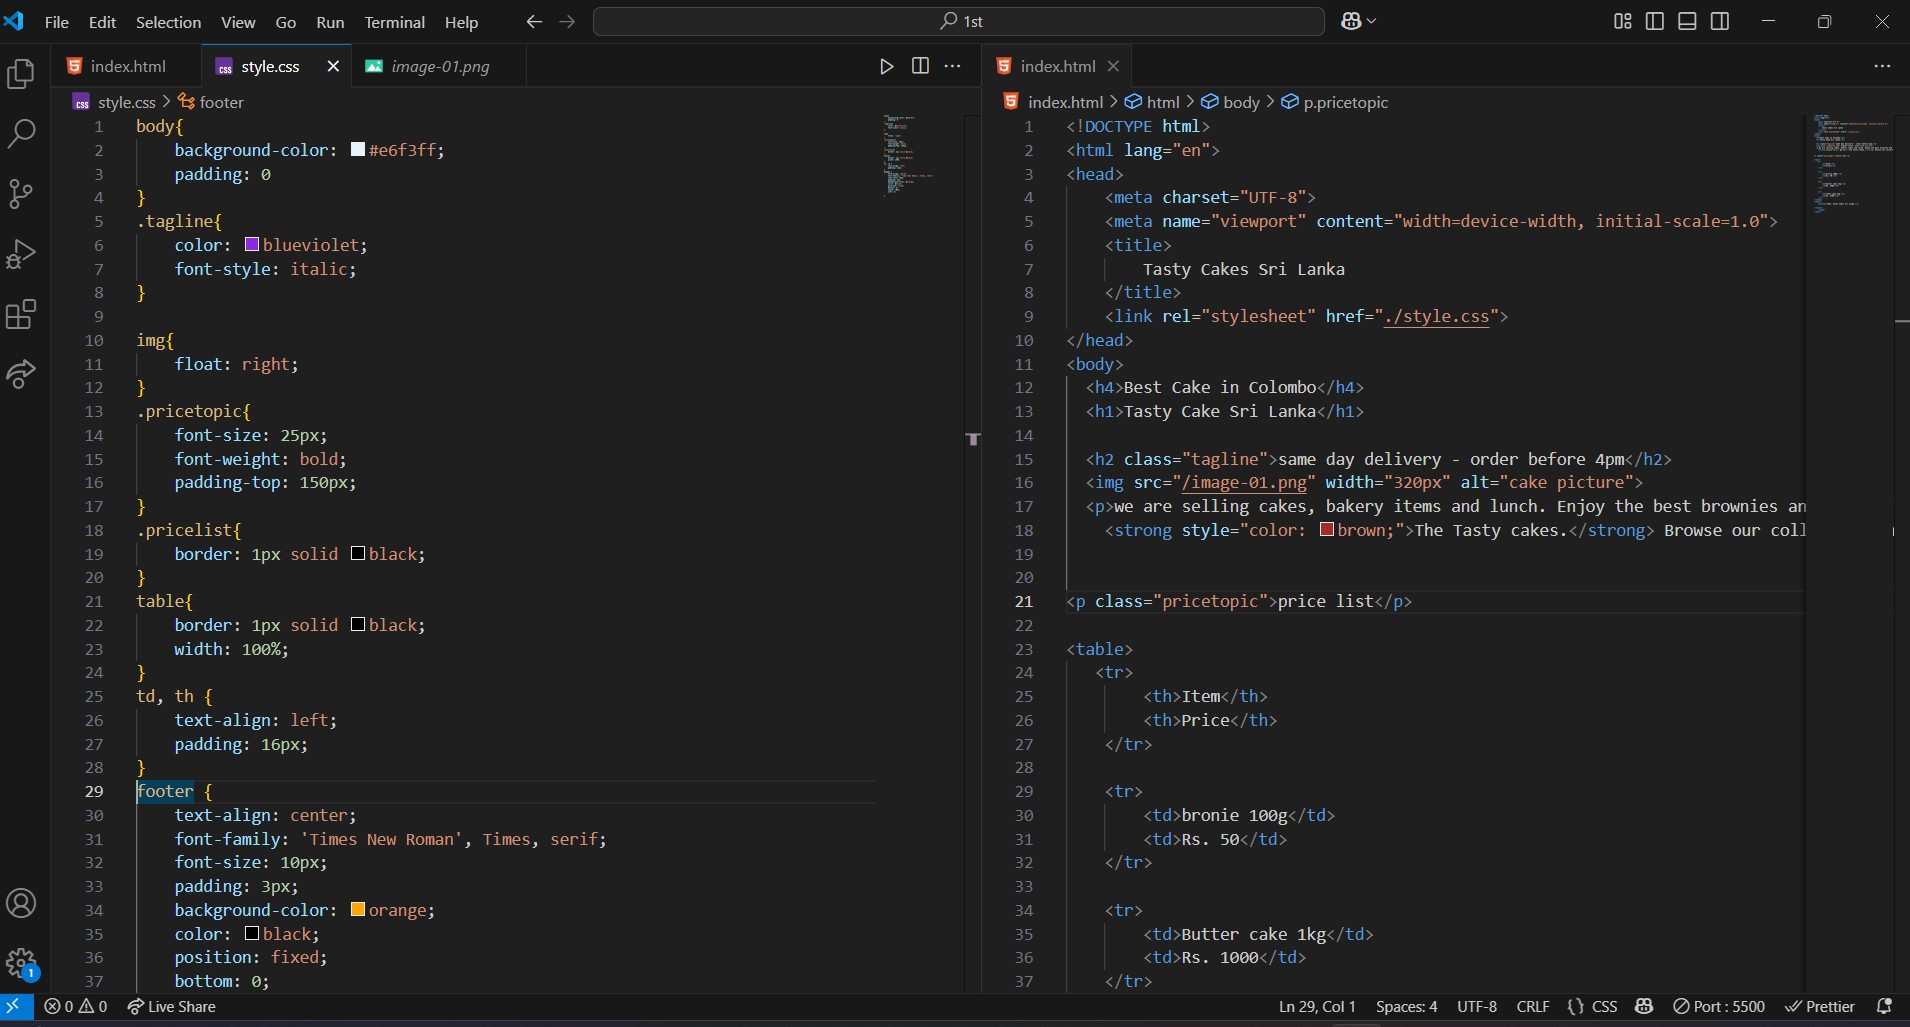 File Edit Selection View Go Run Terminal Help 1st
index.html style.css image-01.png
style.css > footer
1 body{
2 background-color: #e6f3ff;
3 padding: 0
4 }
5 .tagline{
6 color: blueviolet;
7 font-style: italic;
8 }
9
10 img{
11 float: right;
12 }
13 .pricetopic{
14 font-size: 25px;
15 font-weight: bold;
16 padding-top: 150px;
17 }
18 .pricelist{
19 border: 1px solid black;
20 }
21 table{
22 border: 1px solid black;
23 width: 100%;
24 }
25 td, th {
26 text-align: left;
27 padding: 16px;
28 }
29 footer {
30 text-align: center;
31 font-family: 'Times New Roman', Times, serif;
32 font-size: 10px;
33 padding: 3px;
34 background-color: orange;
35 color: black;
36 position: fixed;
37 bottom: 0;
index.html
index.html > html > body > p.pricetopic
1 <!DOCTYPE html>
2 <html lang="en">
3 <head>
4 <meta charset="UTF-8">
5 <meta name="viewport" content="width=device-width, initial-scale=1.0">
6 <title>
7 Tasty Cakes Sri Lanka
8 </title>
9 <link rel="stylesheet" href="./style.css">
10 </head>
11 <body>
12 <h4>Best Cake in Colombo</h4>
13 <h1>Tasty Cake Sri Lanka</h1>
14
15 <h2 class="tagline">same day delivery - order before 4pm</h2>
16 <img src="/image-01.png" width="320px" alt="cake picture">
17 <p>we are selling cakes, bakery items and lunch. Enjoy the best brownies an
18 <strong style="color: brown;">The Tasty cakes.</strong> Browse our coll
19
20
21 <p class="pricetopic">price list</p>
22
23 <table>
24 <tr>
25 <th>Item</th>
26 <th>Price</th>
27 </tr>
28
29 <tr>
30 <td>bronie 100g</td>
31 <td>Rs. 50</td>
32 </tr>
33
34 <tr>
35 <td>Butter cake 1kg</td>
36 <td>Rs. 1000</td>
37 </tr>
1
0 0 Live Share Ln 29, Col 1 Spaces: 4 UTF-8 CRLF {} CSS Port : 5500 Prettier